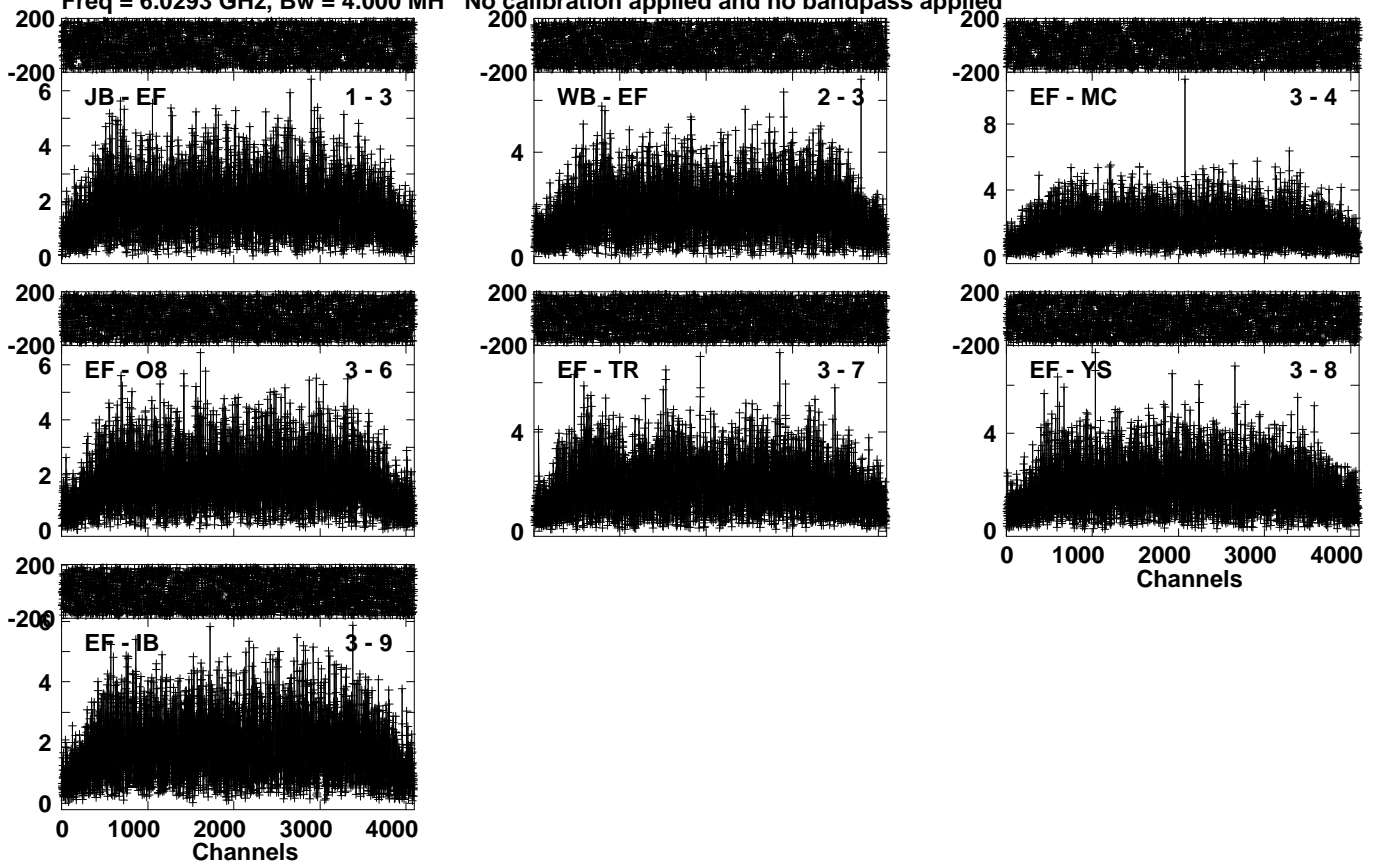 Freq = 6.0293 GHz, Bw = 4.000 MH No calibration applied and no bandpass applied
200 200 200
-200 -200 -200
JB - EF 1 - 3 WB - EF 2 - 3 EF - MC 3 - 4
6
8
4 4
4
2
0 0 0
200 200 200
-200 -200 -200
EF - O8 3 - 6 EF - TR 3 - 7 EF - YS 3 - 8
6
4 4 4
2
0 0 0
0 1000 2000 3000 4000
Channels
200
-200
6
EF - IB 3 - 9
4
2
0
0 1000 2000 3000 4000
Channels